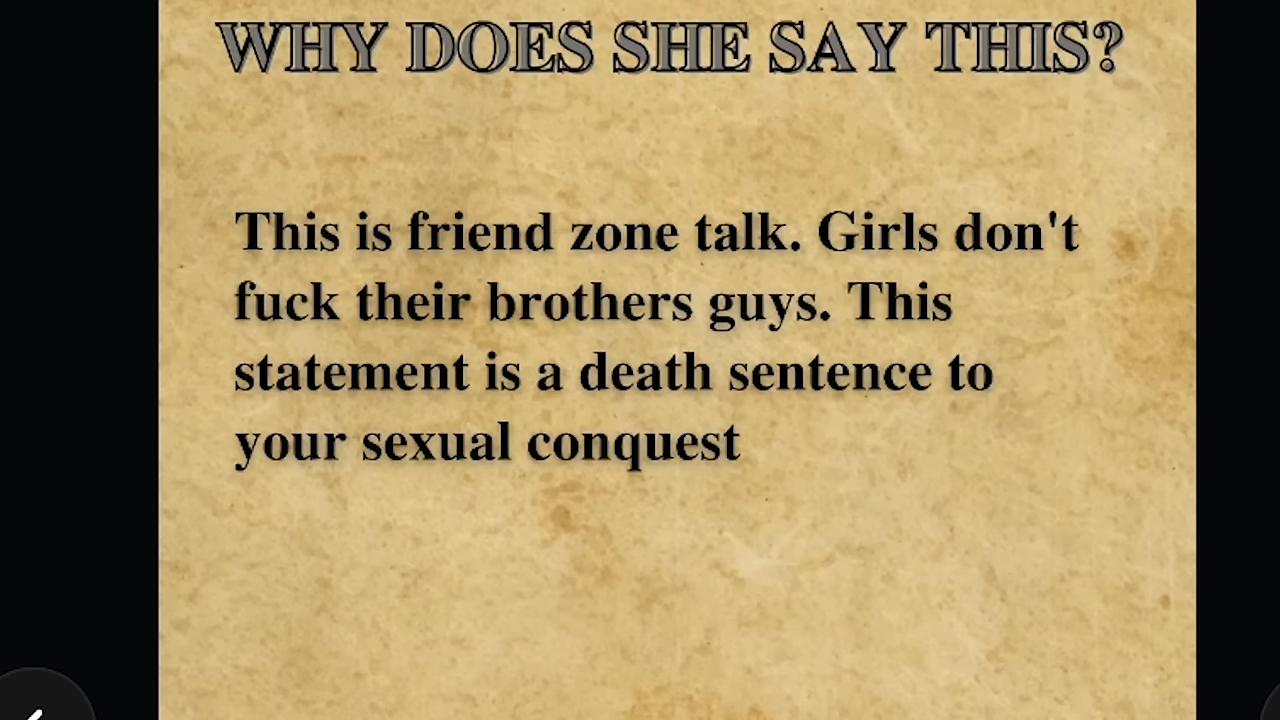 WHY DOES SHE SAY THIS?
This is friend zone talk. Girls don't
fuck their brothers guys. This
statement is a death sentence to
your sexual conquest